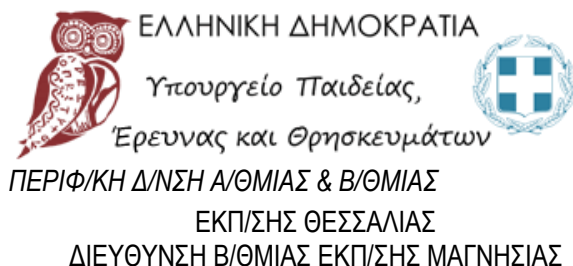 ΕΛΛΗΝΙΚΗ ΔΗΜΟΚΡΑΤΙΑ
Υπουργείο Παιδείας,
Έρευνας και Θρησκευμάτων
ΠΕΡΙΦ/ΚΗ Δ/ΝΣΗ Α/ΘΜΙΑΣ & Β/ΘΜΙΑΣ
ΕΚΠ/ΣΗΣ ΘΕΣΣΑΛΙΑΣ
ΔΙΕΥΘΥΝΣΗ Β/ΘΜΙΑΣ ΕΚΠ/ΣΗΣ ΜΑΓΝΗΣΙΑΣ